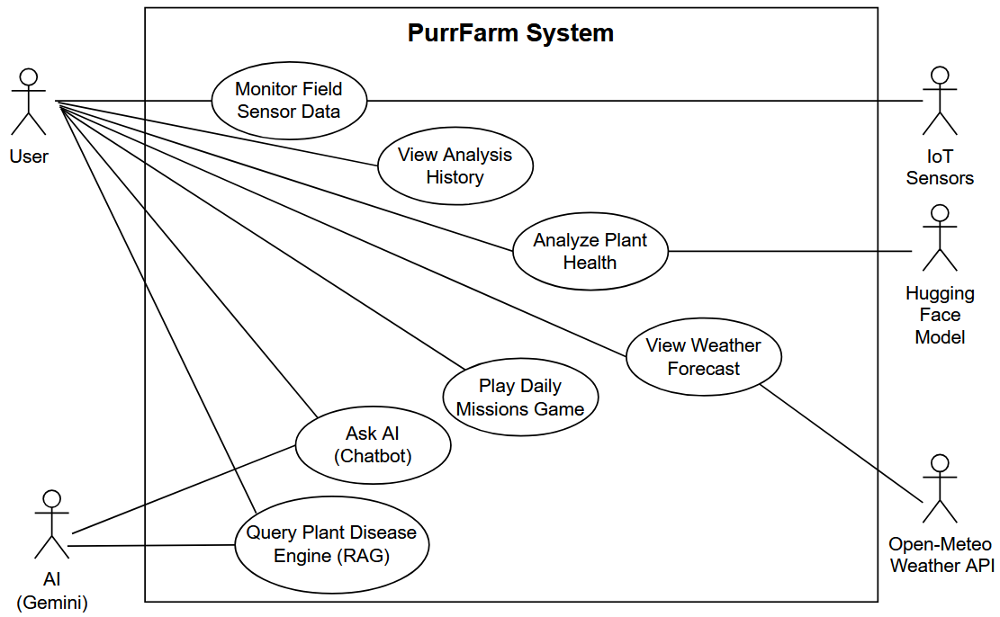 PurrFarm System
User
Monitor Field
Sensor Data
IoT
Sensors
View Analysis
History
Analyze Plant
Health
Hugging
Face
Model
View Weather
Forecast
Play Daily
Missions Game
Ask AI
(Chatbot)
Query Plant Disease
Engine (RAG)
AI
(Gemini)
Open-Meteo
Weather API